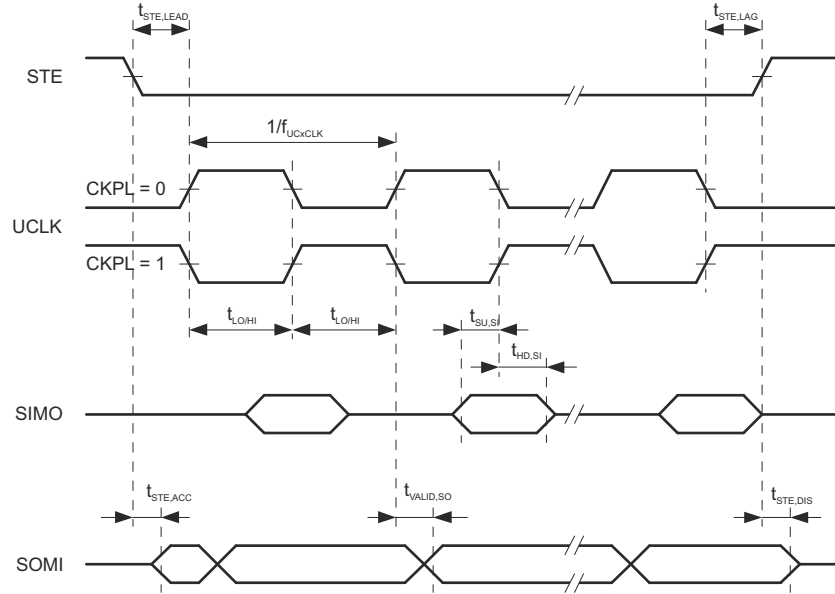 tSTE,LEAD
tSTE,LAG
STE
1/fUCxCLK
CKPL = 0
UCLK
CKPL = 1
tLO/HI
tLO/HI
tSU,SI
tHD,SI
SIMO
tSTE,ACC
tVALID,SO
tSTE,DIS
SOMI